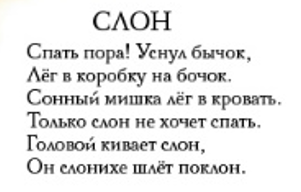 СЛОН
Спать пора! Уснул бычок,
Лёг в коробку на бочок.
Сонный мишка лёг в кровать.
Только слон не хочет спать.
Головой кивает слон,
Он слонихе шлёт поклон.